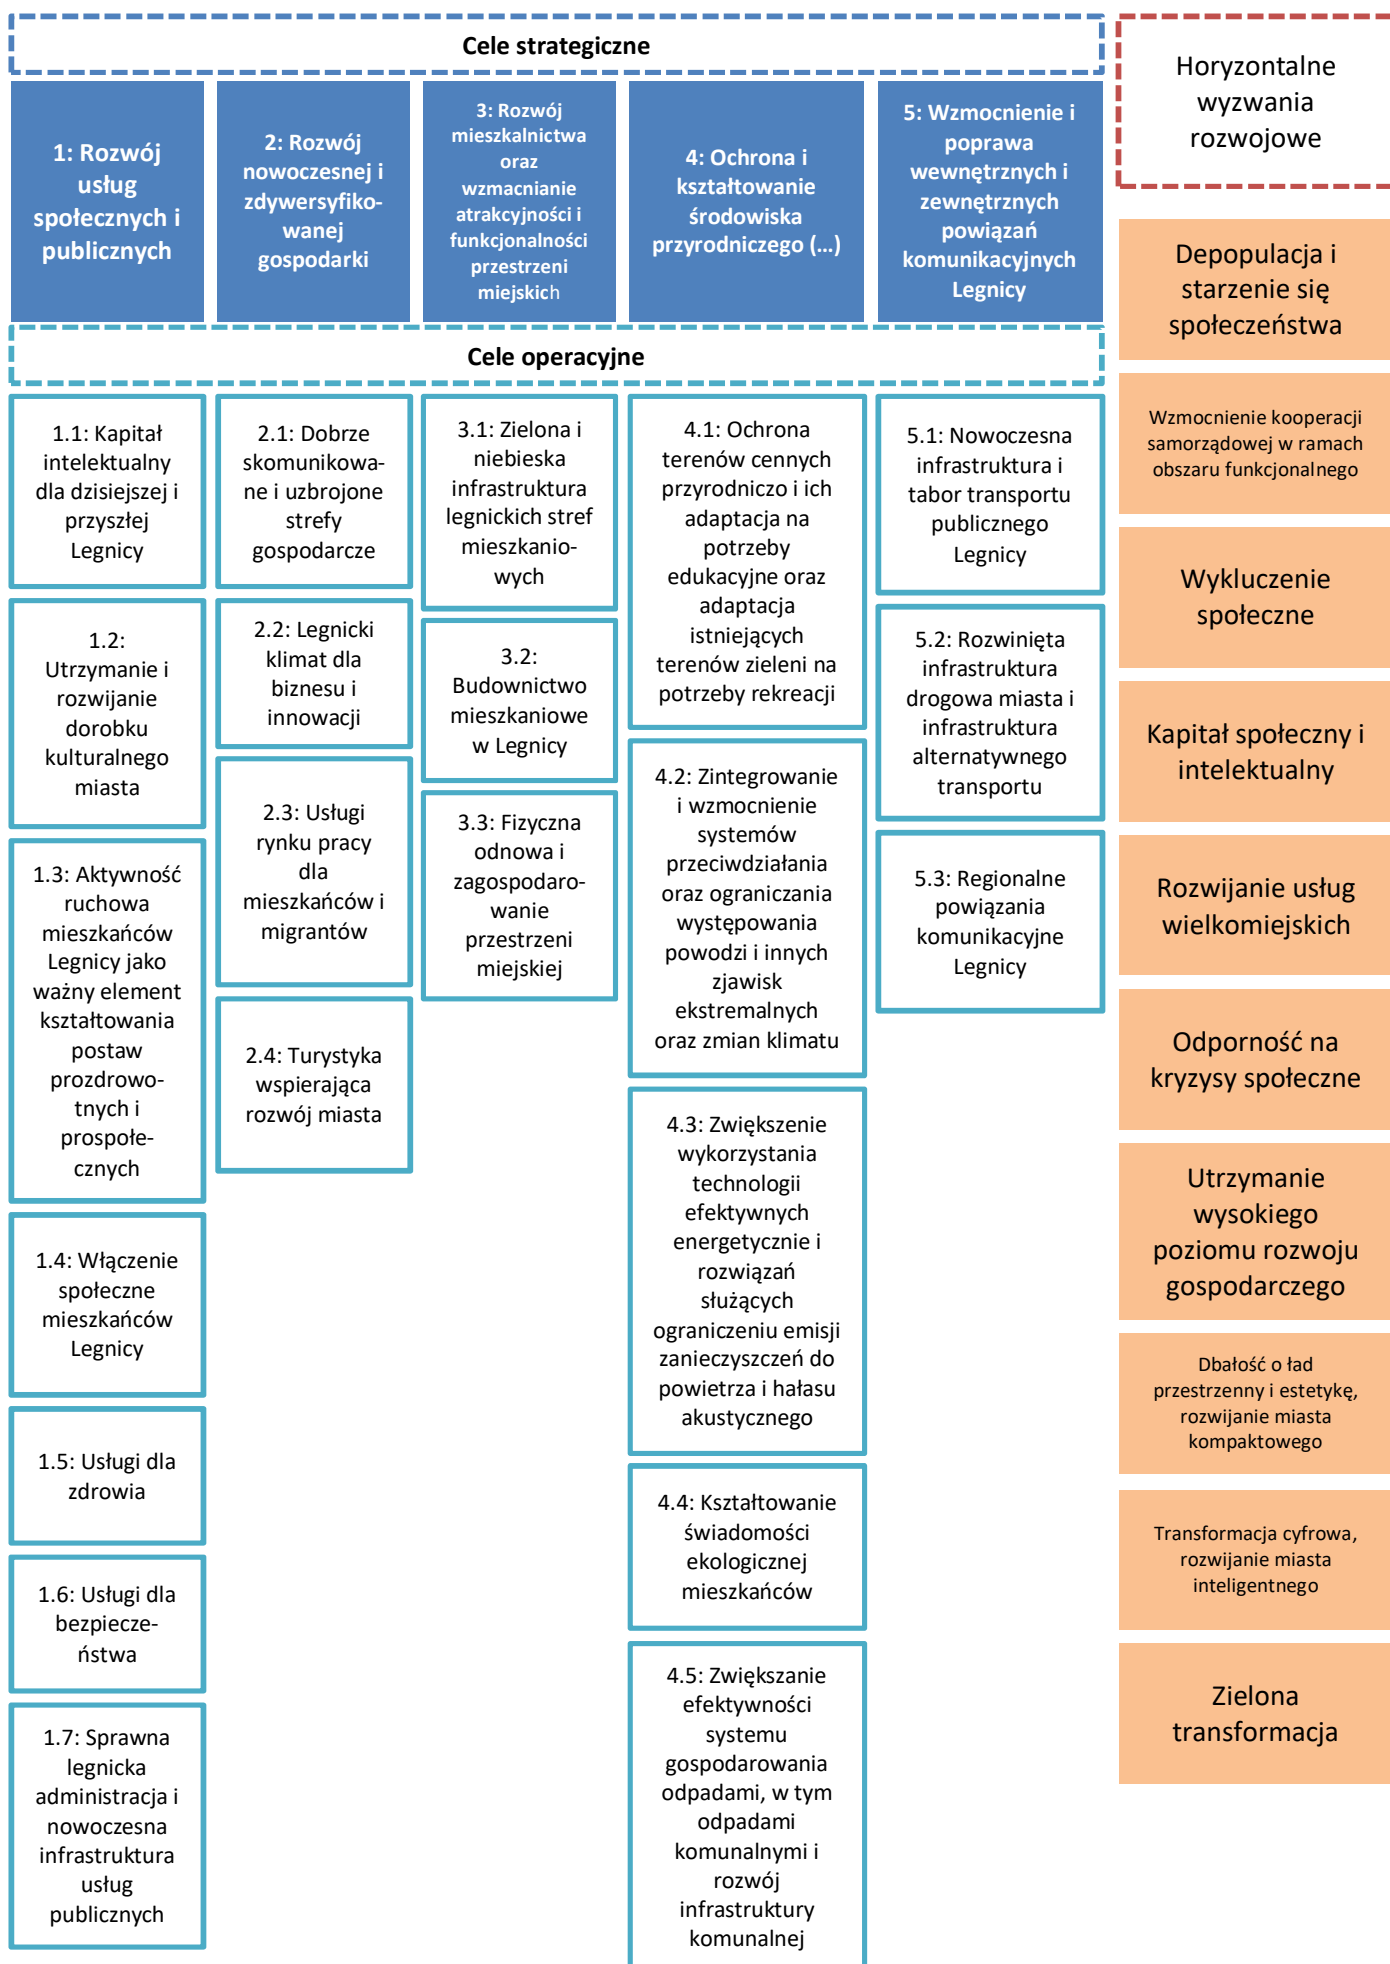 Cele strategiczne
1: Rozwój
usług
społecznych i
publicznych
2: Rozwój
nowoczesnej i
zdywersyfiko-
wanej
gospodarki
3: Rozwój
mieszkalnictwa
oraz
wzmacnianie
atrakcyjności i
funkcjonalności
przestrzeni
miejskich
4: Ochrona i
kształtowanie
środowiska
przyrodniczego (...)
5: Wzmocnienie i
poprawa
wewnętrznych i
zewnętrznych
powiązań
komunikacyjnych
Legnicy
Cele operacyjne
1.1: Kapitał
intelektualny
dla dzisiejszej i
przyszłej
Legnicy
1.2:
Utrzymanie i
rozwijanie
dorobku
kulturalnego
miasta
1.3: Aktywność
ruchowa
mieszkańców
Legnicy jako
ważny element
kształtowania
postaw
prozdrowo-
tnych i
prospołe-
cznych
1.4: Włączenie
społeczne
mieszkańców
Legnicy
1.5: Usługi dla
zdrowia
1.6: Usługi dla
bezpiecze-
ństwa
1.7: Sprawna
legnicka
administracja i
nowoczesna
infrastruktura
usług
publicznych
2.1: Dobrze
skomunikowa-
ne i uzbrojone
strefy
gospodarcze
2.2: Legnicki
klimat dla
biznesu i
innowacji
2.3: Usługi
rynku pracy
dla
mieszkańców i
migrantów
2.4: Turystyka
wspierająca
rozwój miasta
3.1: Zielona i
niebieska
infrastruktura
legnickich stref
mieszkanio-
wych
3.2:
Budownictwo
mieszkaniowe
w Legnicy
3.3: Fizyczna
odnowa i
zagospodaro-
wanie
przestrzeni
miejskiej
4.1: Ochrona
terenów cennych
przyrodniczo i ich
adaptacja na
potrzeby
edukacyjne oraz
adaptacja
istniejących
terenów zieleni na
potrzeby rekreacji
4.2: Zintegrowanie
i wzmocnienie
systemów
przeciwdziałania
oraz ograniczania
występowania
powodzi i innych
zjawisk
ekstremalnych
oraz zmian klimatu
4.3: Zwiększenie
wykorzystania
technologii
efektywnych
energetycznie i
rozwiązań
służących
ograniczeniu emisji
zanieczyszczeń do
powietrza i hałasu
akustycznego
4.4: Kształtowanie
świadomości
ekologicznej
mieszkańców
4.5: Zwiększanie
efektywności
systemu
gospodarowania
odpadami, w tym
odpadami
komunalnymi i
rozwój
infrastruktury
komunalnej
5.1: Nowoczesna
infrastruktura i
tabor transportu
publicznego
Legnicy
5.2: Rozwinięta
infrastruktura
drogowa miasta i
infrastruktura
alternatywnego
transportu
5.3: Regionalne
powiązania
komunikacyjne
Legnicy
Horyzontalne
wyzwania
rozwojowe
Depopulacja i
starzenie się
społeczeństwa
Wzmocnienie kooperacji
samorządowej w ramach
obszaru funkcjonalnego
Wykluczenie
społeczne
Kapitał społeczny i
intelektualny
Rozwijanie usług
wielkomiejskich
Odporność na
kryzysy społeczne
Utrzymanie
wysokiego
poziomu rozwoju
gospodarczego
Dbałość o ład
przestrzenny i estetykę,
rozwijanie miasta
kompaktowego
Transformacja cyfrowa,
rozwijanie miasta
inteligentnego
Zielona
transformacja